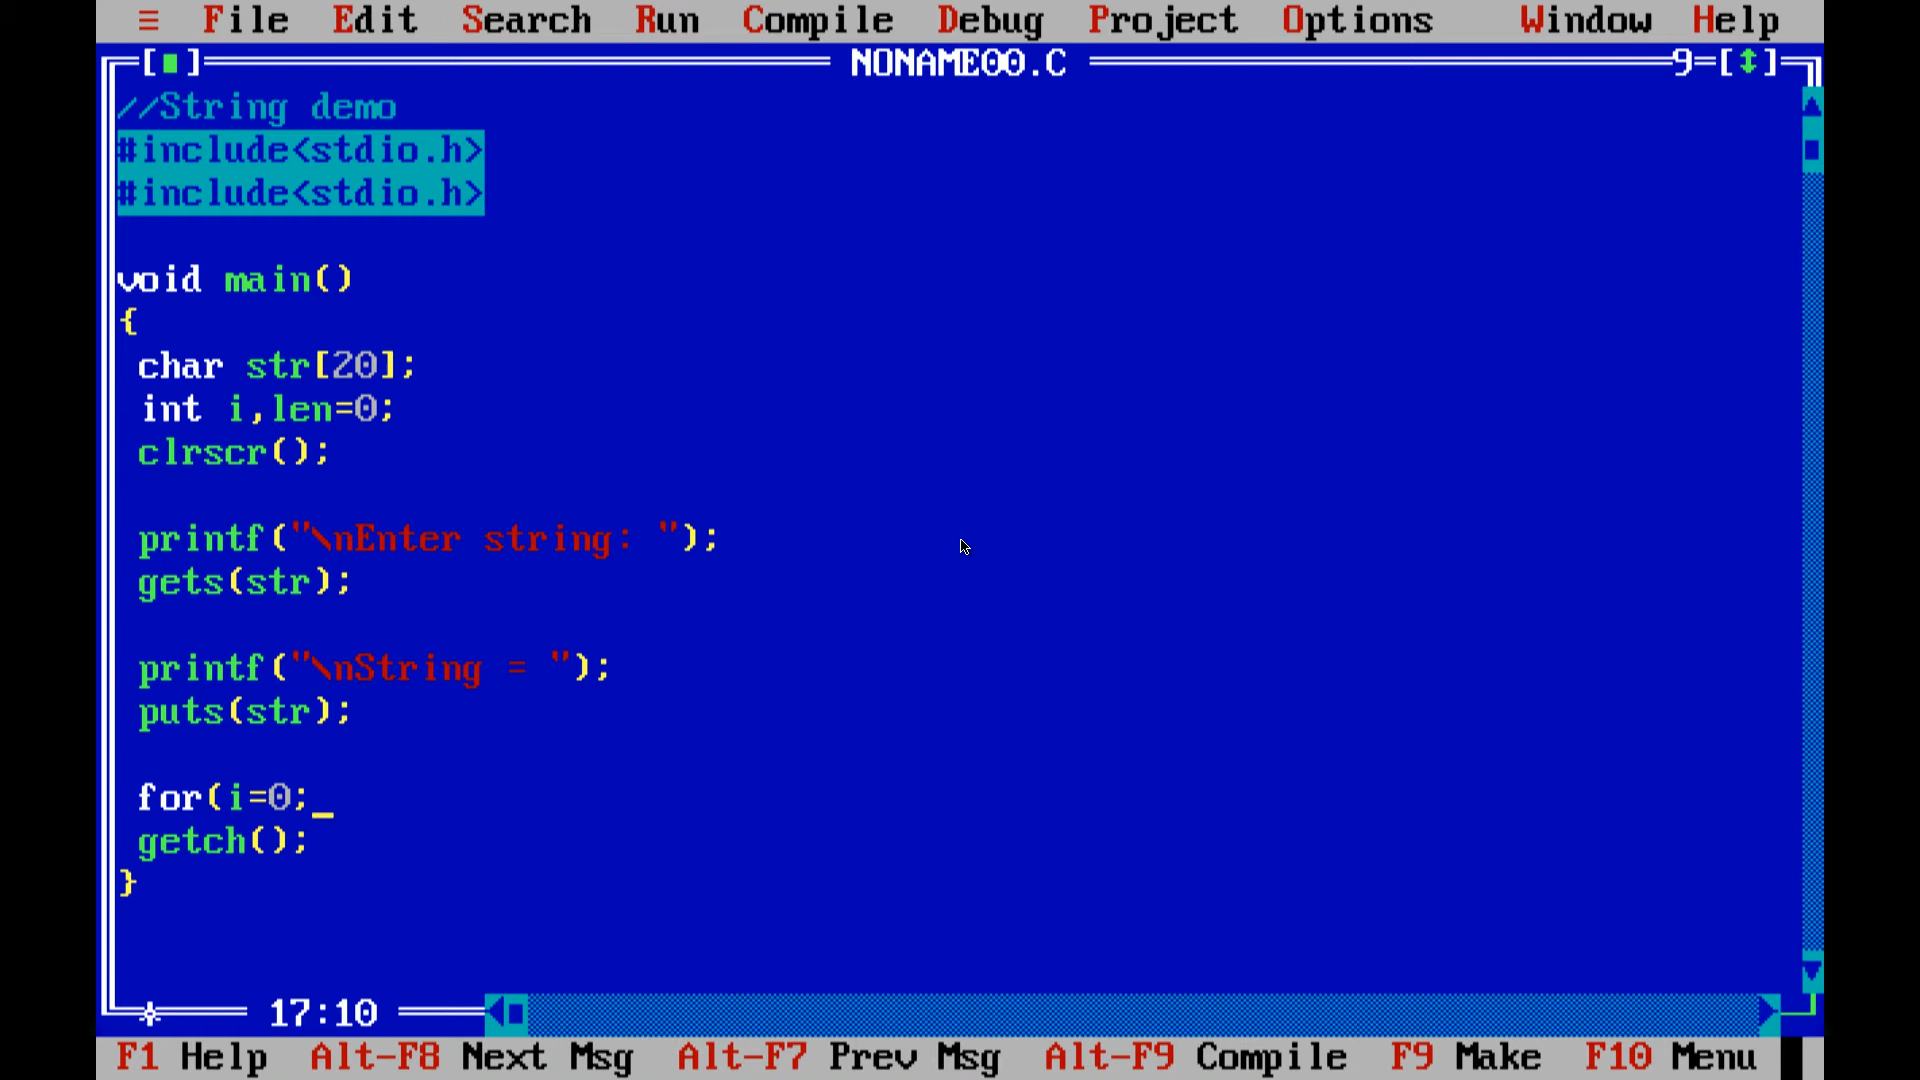 ≡ File Edit Search Run Compile Debug Project Options Window Help
[■] NONAME00.C 9=[↕]
//String demo
#include<stdio.h>
#include<stdio.h>
void main()
{
char str[20];
int i,len=0;
clrscr();
printf("\nEnter string: ");
gets(str);
printf("\nString = ");
puts(str);
for(i=0;_
getch();
}
17:10
F1 Help Alt-F8 Next Msg Alt-F7 Prev Msg Alt-F9 Compile F9 Make F10 Menu